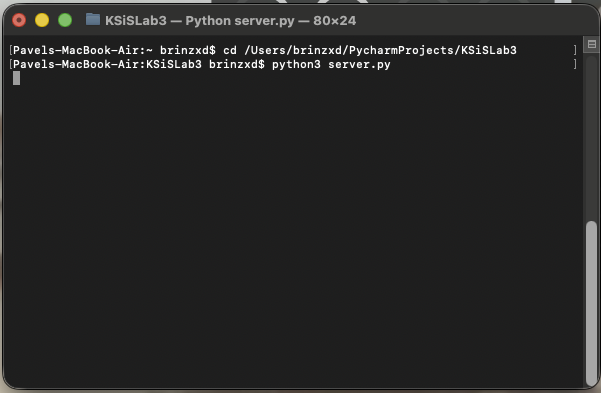 KSiSLab3 — Python server.py — 80×24
[Pavels-MacBook-Air:~ brinzxd$ cd /Users/brinzxd/PycharmProjects/KSiSLab3 ]
[Pavels-MacBook-Air:KSiSLab3 brinzxd$ python3 server.py ]